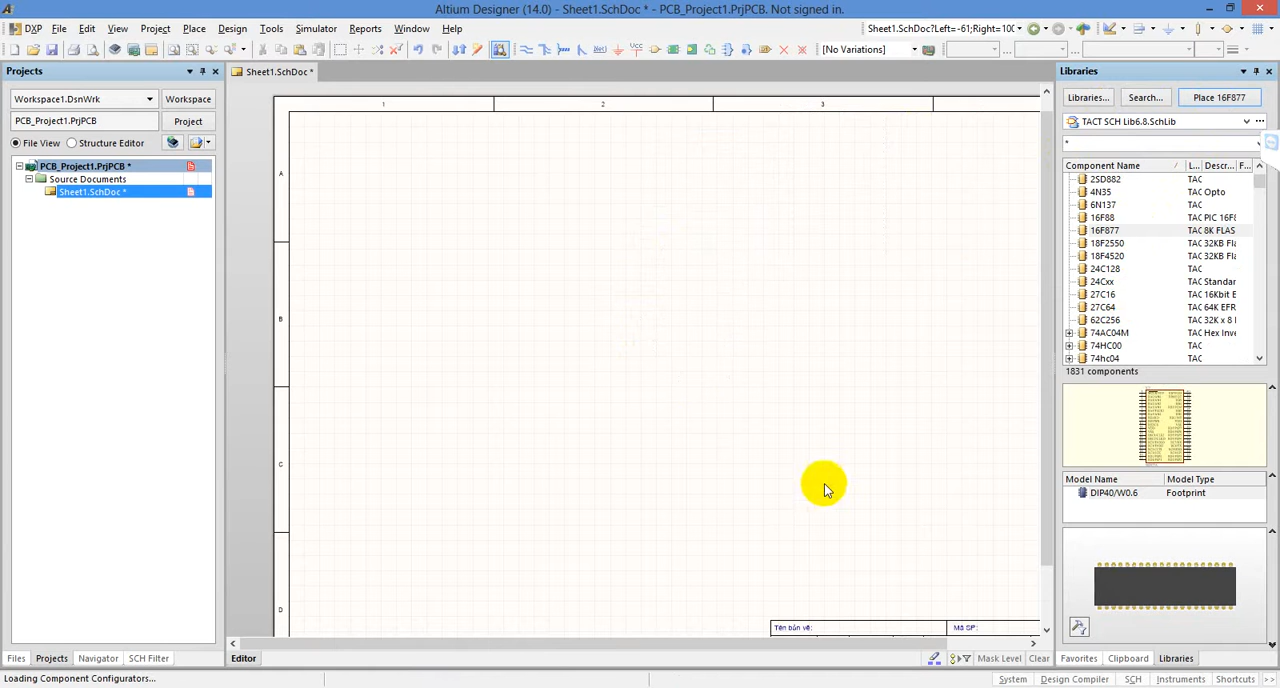 Altium Designer (14.0) - Sheet1.SchDoc * - PCB_Project1.PrjPCB. Not signed in.
DXP File Edit View Project Place Design Tools Simulator Reports Window Help
Sheet1.SchDoc?Left=-61;Right=100
[No Variations]
Projects
Sheet1.SchDoc *
Libraries
Workspace1.DsnWrk
Workspace
Libraries...
Search...
Place 16F877
PCB_Project1.PrjPCB
Project
TACT SCH Lib6.8.SchLib
File View
Structure Editor
*
PCB_Project1.PrjPCB *
Source Documents
Sheet1.SchDoc *
1
2
3
A
B
C
D
Component Name
L...
Descr...
F...
2SD882 TAC
4N35 TAC Opto
6N137 TAC
16F88 TAC PIC 16F8
16F877 TAC 8K FLAS
18F2550 TAC 32KB Fla
18F4520 TAC 32KB Fla
24C128 TAC
24Cxx TAC Standar
27C16 TAC 16Kbit E
27C64 TAC 64K EFR
62C256 TAC 32K x 8 I
74AC04M TAC Hex Inve
74HC00 TAC
74hc04 TAC
1831 components
Model Name
Model Type
DIP40/W0.6
Footprint
Tên bản vẽ:
Mã SP:
Files
Projects
Navigator
SCH Filter
Editor
Mask Level
Clear
Favorites
Clipboard
Libraries
Loading Component Configurators...
System
Design Compiler
SCH
Instruments
Shortcuts
>>